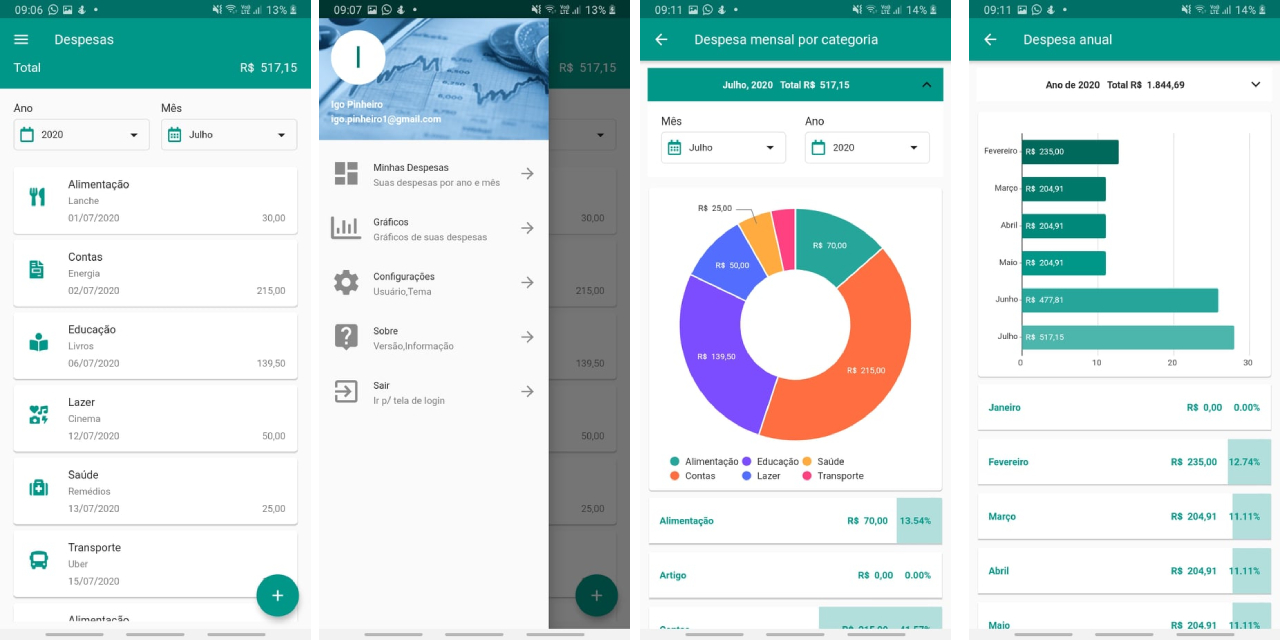 09:06
13%
Despesas
Total
R$ 517,15
Ano
Mês
2020
Julho
Alimentação
Lanche
01/07/2020
30,00
Contas
Energia
02/07/2020
215,00
Educação
Livros
06/07/2020
139,50
Lazer
Cinema
12/07/2020
50,00
Saúde
Remédios
13/07/2020
25,00
Transporte
Uber
15/07/2020
+
Alimentação
09:07
13%
I
Igo Pinheiro
igo.pinheiro1@gmail.com
Minhas Despesas
Suas despesas por ano e mês
Gráficos
Gráficos de suas despesas
Configurações
Usuário,Tema
Sobre
Versão,Informação
Sair
Ir p/ tela de login
R$ 517,15
30,00
215,00
139,50
50,00
25,00
+
09:11
14%
Despesa mensal por categoria
Julho, 2020 Total R$ 517,15
Mês
Ano
Julho
2020
R$ 25,00
R$ 70,00
R$ 50,00
R$ 139,50
R$ 215,00
Alimentação Educação Saúde
Contas Lazer Transporte
Alimentação R$ 70,00 13.54%
Artigo R$ 0,00 0.00%
Contas R$ 215,00 41.57%
09:11
14%
Despesa anual
Ano de 2020 Total R$ 1.844,69
Fevereiro R$ 235,00
Março R$ 204,91
Abril R$ 204,91
Maio R$ 204,91
Junho R$ 477,81
Julho R$ 517,15
0 10 20 30
Janeiro R$ 0,00 0.00%
Fevereiro R$ 235,00 12.74%
Março R$ 204,91 11.11%
Abril R$ 204,91 11.11%
Maio R$ 204,91 11.11%